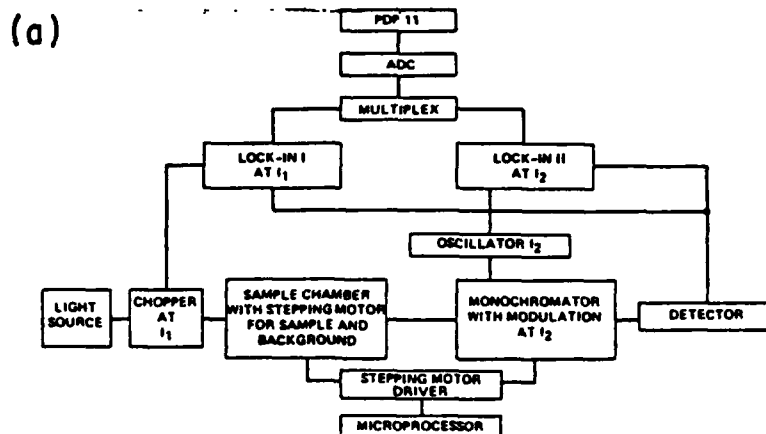 (a)
PDP 11
ADC
MULTIPLEX
LOCK-IN I
AT f1
LOCK-IN II
AT f2
OSCILLATOR f2
LIGHT
SOURCE
CHOPPER
AT
f1
SAMPLE CHAMBER
WITH STEPPING MOTOR
FOR SAMPLE AND
BACKGROUND
MONOCHROMATOR
WITH MODULATION
AT f2
DETECTOR
STEPPING MOTOR
DRIVER
MICROPROCESSOR